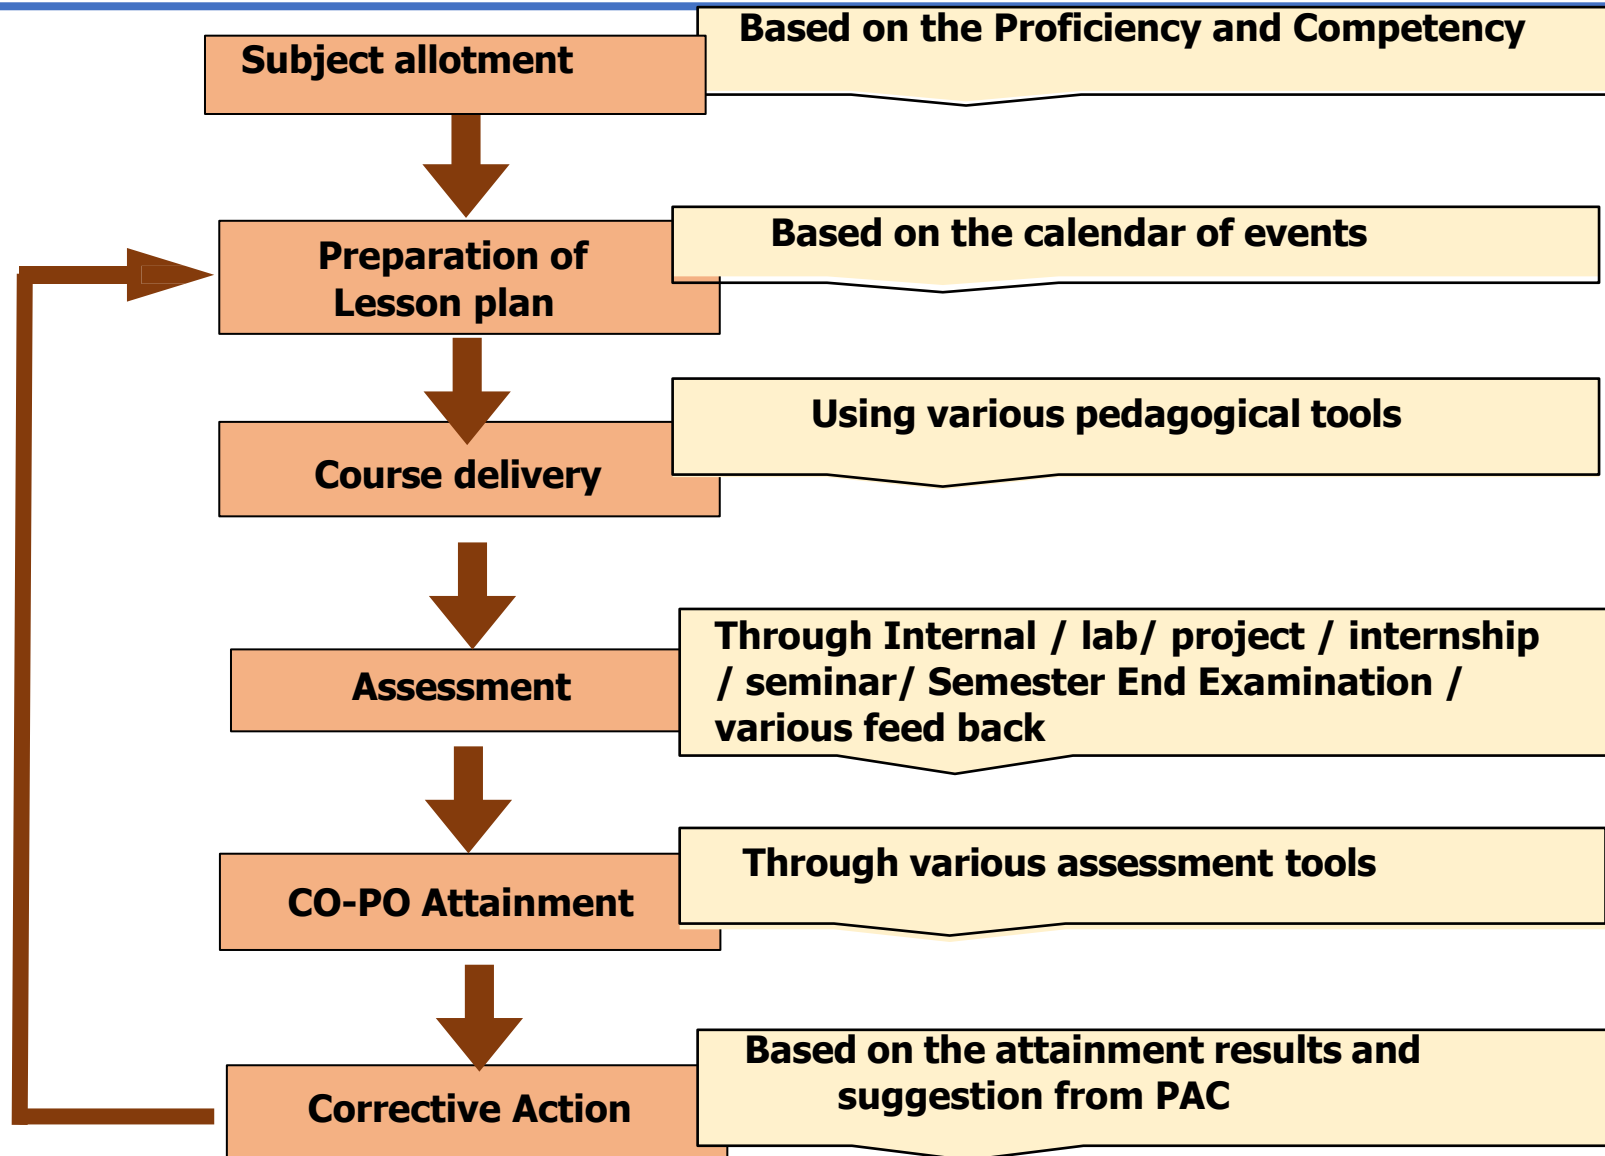 Subject allotment
Based on the Proficiency and Competency
Preparation of
Lesson plan
Based on the calendar of events
Course delivery
Using various pedagogical tools
Assessment
Through Internal / lab/ project / internship
/ seminar/ Semester End Examination /
various feed back
CO-PO Attainment
Through various assessment tools
Corrective Action
Based on the attainment results and
suggestion from PAC